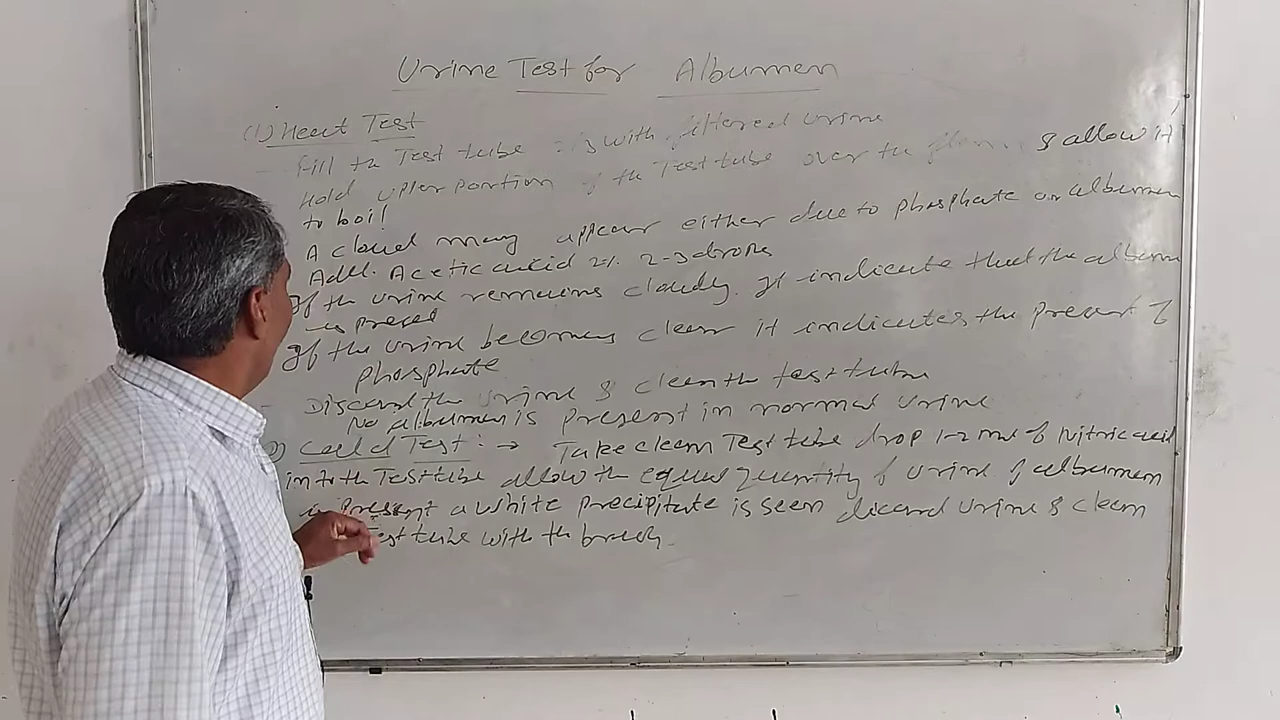 Urine Test for Albumen
(1) Heat Test
- Fill the Test tube 2/3 with filtered urine
Hold upper portion of the Test tube over the flame & allow it
to boil
A cloud may appear either due to phosphate or albumen
Add. Acetic acid 2%. 2-3 drops
If the urine remains cloudy. It indicate that the albumen
is present
If the urine becomes clear it indicates the present of
phosphate
- Discard the urine & clean the test tube
No albumen is present in normal urine
2) Cold Test :- → Take clean Test tube drop 1-2 ml of Nitric acid
in to the Test tube allow the equal quantity of urine if albumen
is present a white precipitate is seen dicard urine & clean
Test tube with the brush.